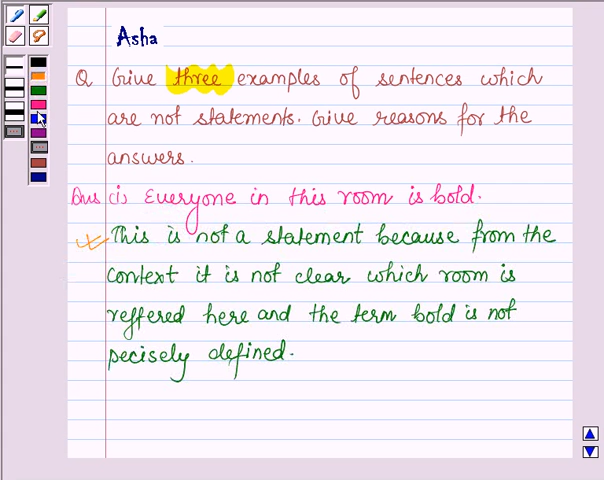 Asha
Q Give three examples of sentences which
are not statements. Give reasons for the
answers.
Ans (i) Everyone in this room is bold.
This is not a statement because from the
context it is not clear which room is
reffered here and the term bold is not
pecisely defined.